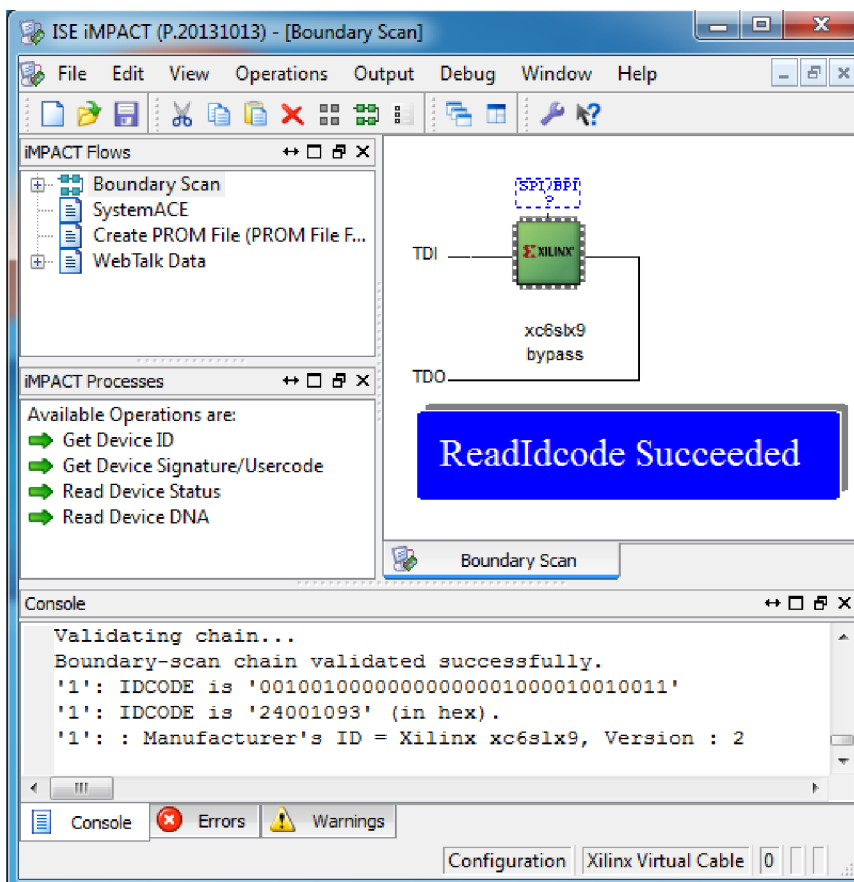 ISE iMPACT (P.20131013) - [Boundary Scan]
File Edit View Operations Output Debug Window Help
iMPACT Flows
Boundary Scan
SystemACE
Create PROM File (PROM File F...
WebTalk Data
SPI/BPI
?
TDI
XILINX
xc6slx9
bypass
TDO
iMPACT Processes
Available Operations are:
Get Device ID
Get Device Signature/Usercode
Read Device Status
Read Device DNA
ReadIdcode Succeeded
Boundary Scan
Console
Validating chain...
Boundary-scan chain validated successfully.
'1': IDCODE is '00100100000000000001000010010011'
'1': IDCODE is '24001093' (in hex).
'1': : Manufacturer's ID = Xilinx xc6slx9, Version : 2
Console Errors Warnings
Configuration Xilinx Virtual Cable 0